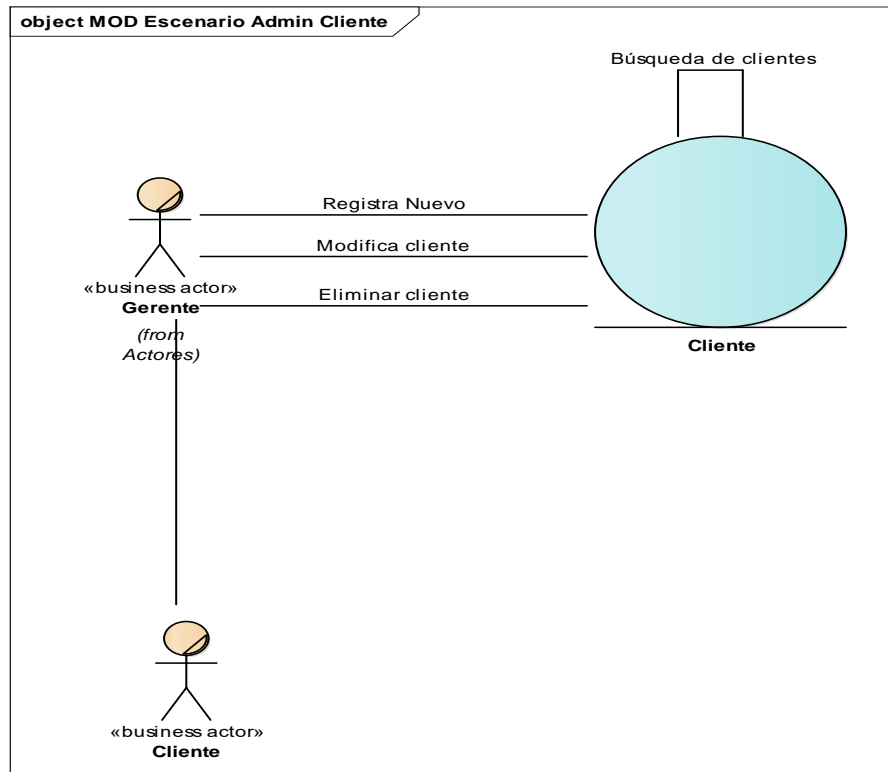 object MOD Escenario Admin Cliente
Búsqueda de clientes
Registra Nuevo
Modifica cliente
Eliminar cliente
«business actor»
Gerente
(from
Actores)
Cliente
«business actor»
Cliente